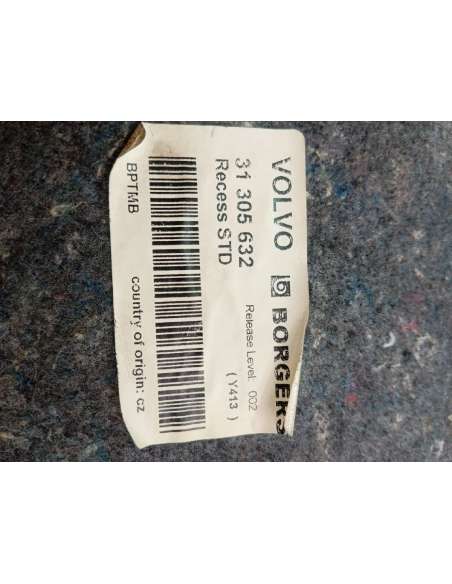 VOLVO BORGERS
31 305 632 Release Level: 002
Recess STD ( Y413 )
BPTMB country of origin: cz